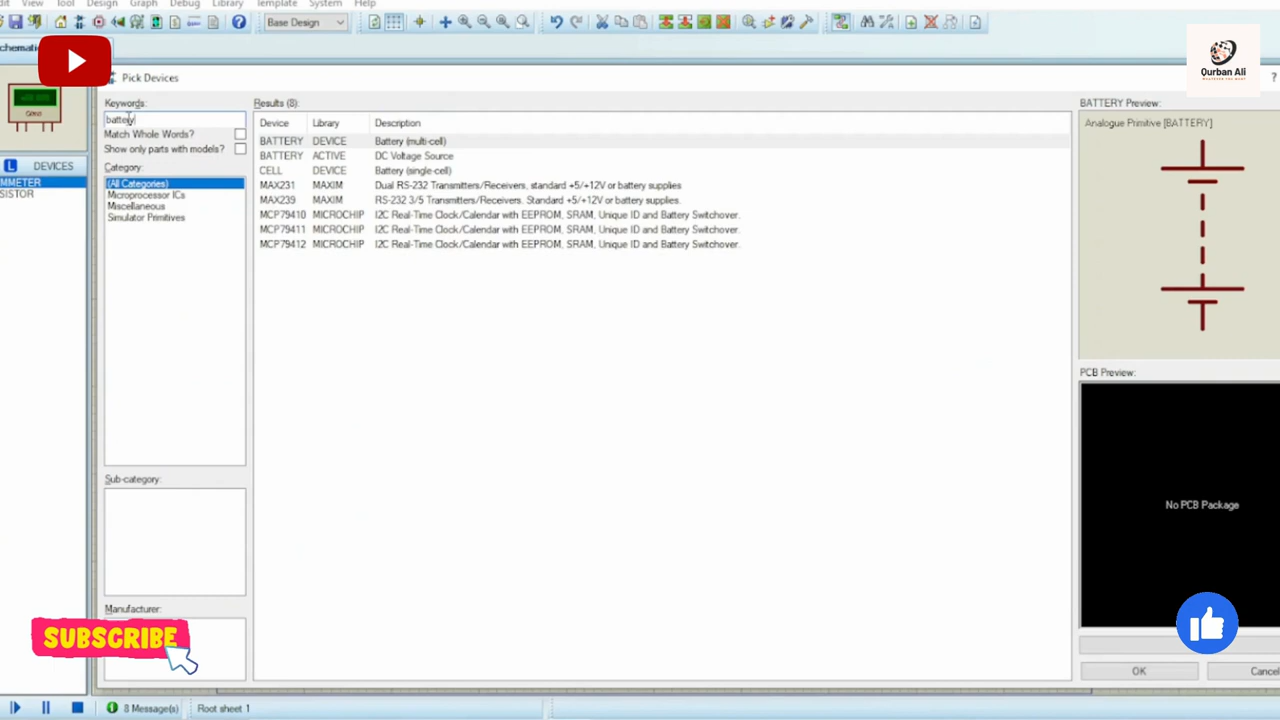 Tool Design Graph Debug Library Template System Help
Base Design
Schematic
Qurban Ali
Pick Devices
?
Keywords:
battery
Match Whole Words?
Show only parts with models?
Category:
(All Categories)
Microprocessor ICs
Miscellaneous
Simulator Primitives
Sub-category:
Manufacturer:
L DEVICES
MMETER
SISTOR
Results (8):
Device Library Description
BATTERY DEVICE Battery (multi-cell)
BATTERY ACTIVE DC Voltage Source
CELL DEVICE Battery (single-cell)
MAX231 MAXIM Dual RS-232 Transmitters/Receivers, standard +5/+12V or battery supplies
MAX239 MAXIM RS-232 3/5 Transmitters/Receivers. Standard +5/+12V or battery supplies.
MCP79410 MICROCHIP I2C Real-Time Clock/Calendar with EEPROM, SRAM, Unique ID and Battery Switchover.
MCP79411 MICROCHIP I2C Real-Time Clock/Calendar with EEPROM, SRAM, Unique ID and Battery Switchover.
MCP79412 MICROCHIP I2C Real-Time Clock/Calendar with EEPROM, SRAM, Unique ID and Battery Switchover.
BATTERY Preview:
Analogue Primitive [BATTERY]
PCB Preview:
No PCB Package
OK
Cancel
SUBSCRIBE
8 Message(s) Root sheet 1